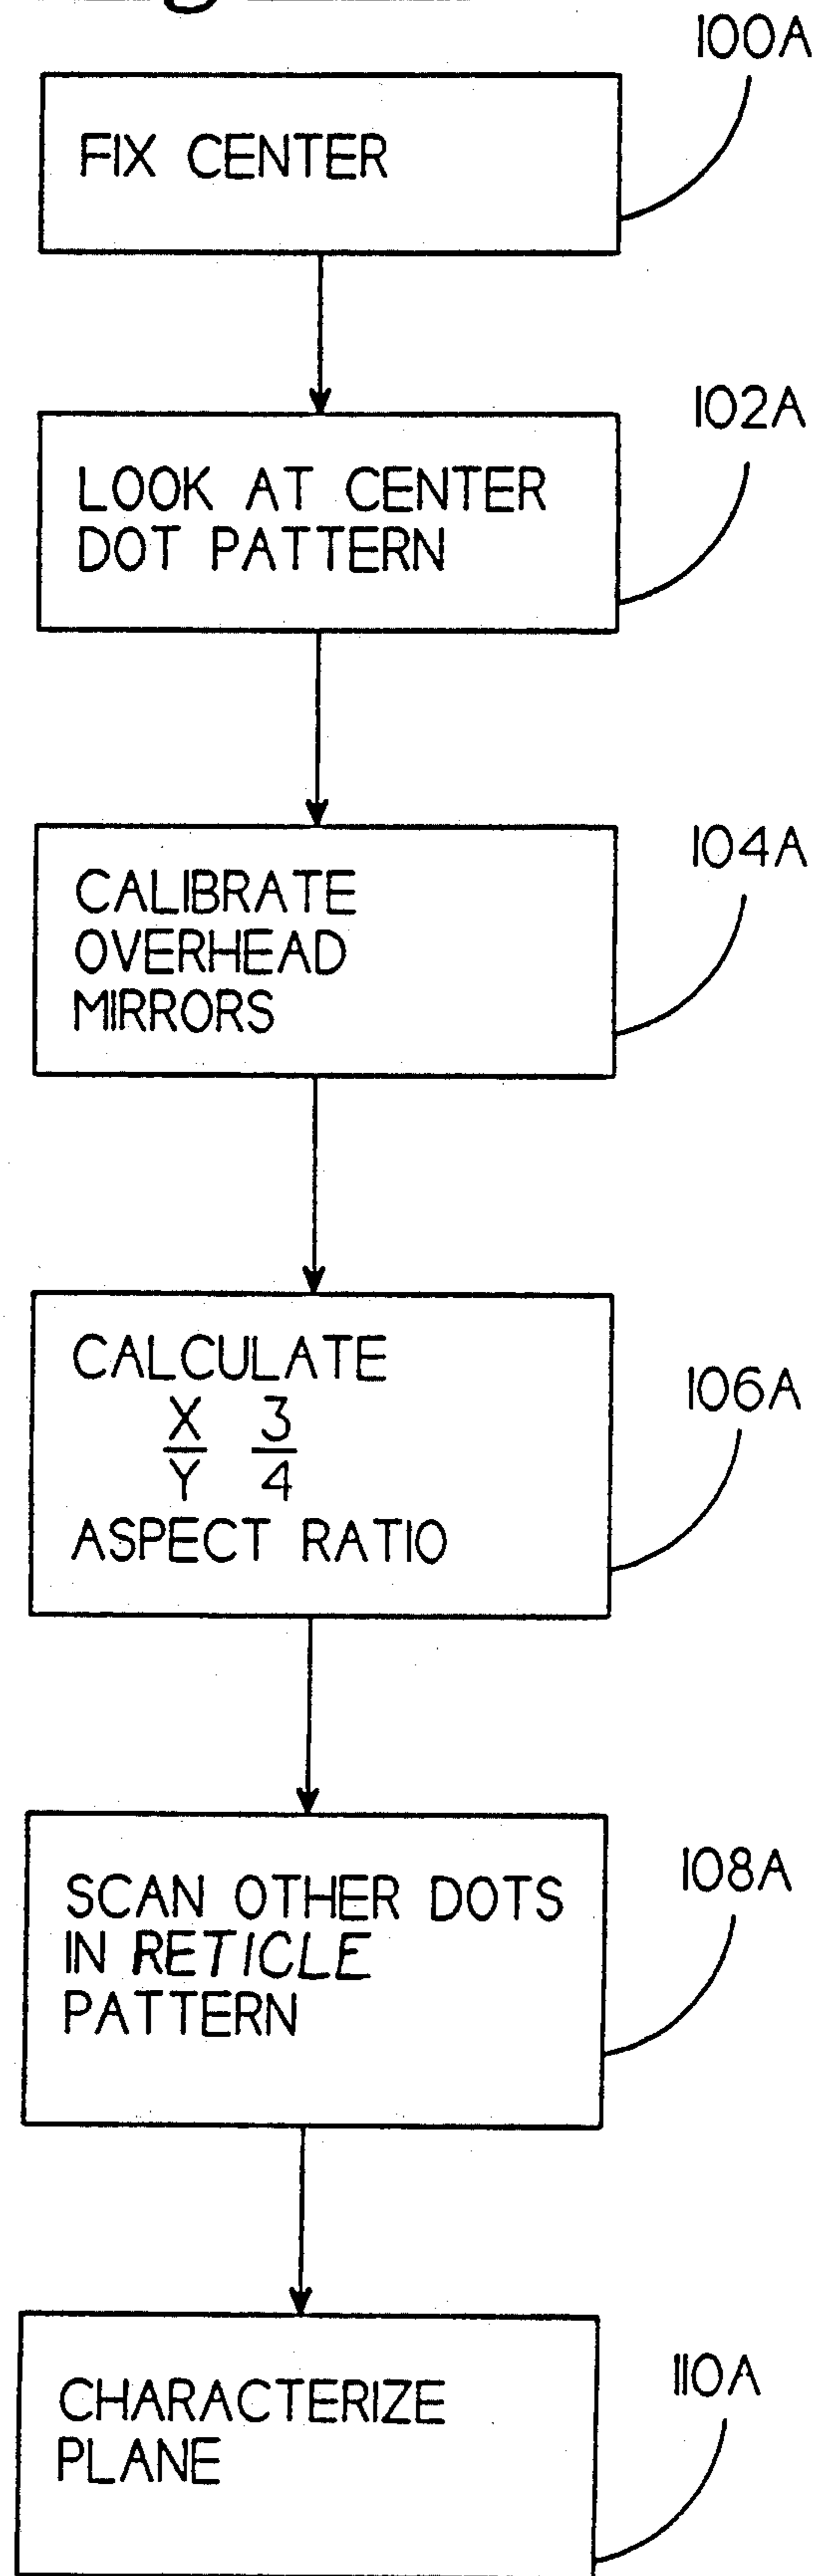 100A
FIX CENTER
102A
LOOK AT CENTER
DOT PATTERN
104A
CALIBRATE
OVERHEAD
MIRRORS
106A
CALCULATE
X/Y 3/4
ASPECT RATIO
108A
SCAN OTHER DOTS
IN RETICLE
PATTERN
110A
CHARACTERIZE
PLANE